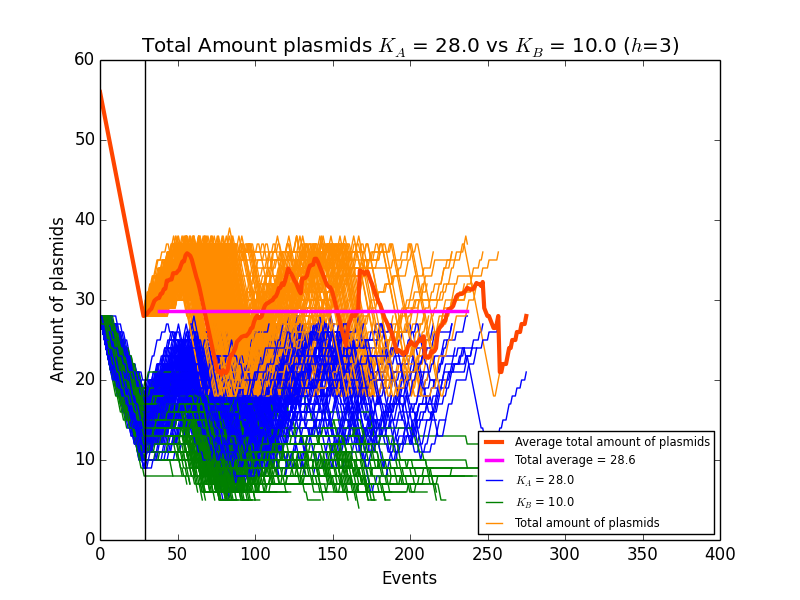 Total Amount plasmids K_A = 28.0 vs K_B = 10.0 (h=3)
60
50
40
30
20
10
0
Amount of plasmids
Average total amount of plasmids
Total average = 28.6
K_A = 28.0
K_B = 10.0
Total amount of plasmids
0 50 100 150 200 250 300 350 400
Events